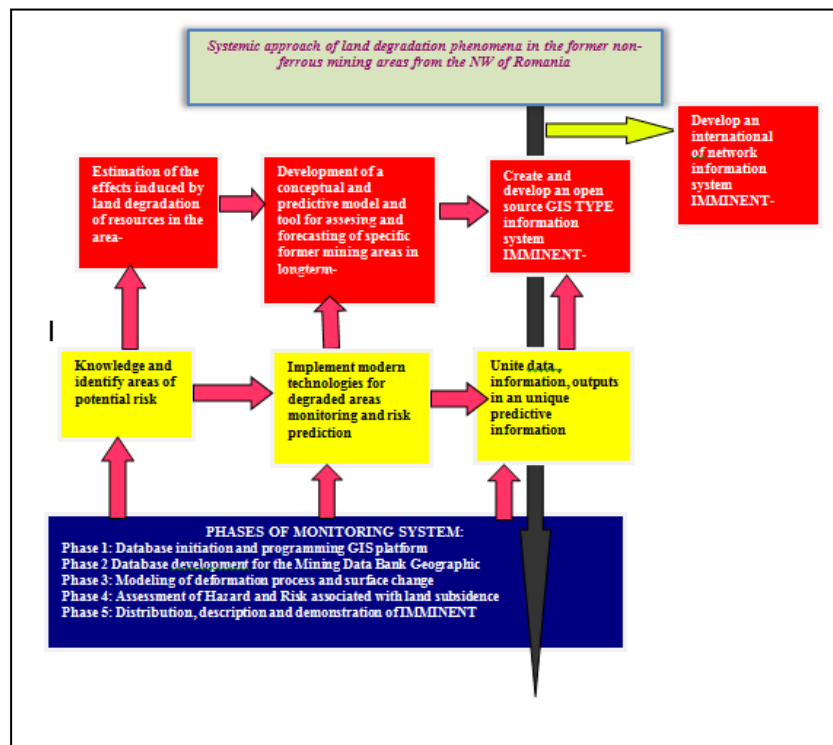 Systemic approach of land degradation phenomena in the former non-
ferrous mining areas from the NW of Romania
Develop an
international
of network
information
system
IMMINENT-
Estimation of the
effects induced by
land degradation
of resources in the
area-
Development of a
conceptual and
predictive model and
tool for assesing and
forecasting of specific
former mining areas in
longterm-
Create and
develop an open
source GIS TYPE
information
system
IMMINENT-
Knowledge and
identify areas of
potential risk
Implement modern
technologies for
degraded areas
monitoring and risk
prediction
Unite data ,
information, outputs
in an unique
predictive
information
PHASES OF MONITORING SYSTEM:
Phase 1: Database initiation and programming GIS platform
Phase 2 Database development for the Mining Data Bank Geographic
Phase 3: Modeling of deformation process and surface change
Phase 4: Assessment of Hazard and Risk associated with land subsidence
Phase 5: Distribution, description and demonstration of IMMINENT